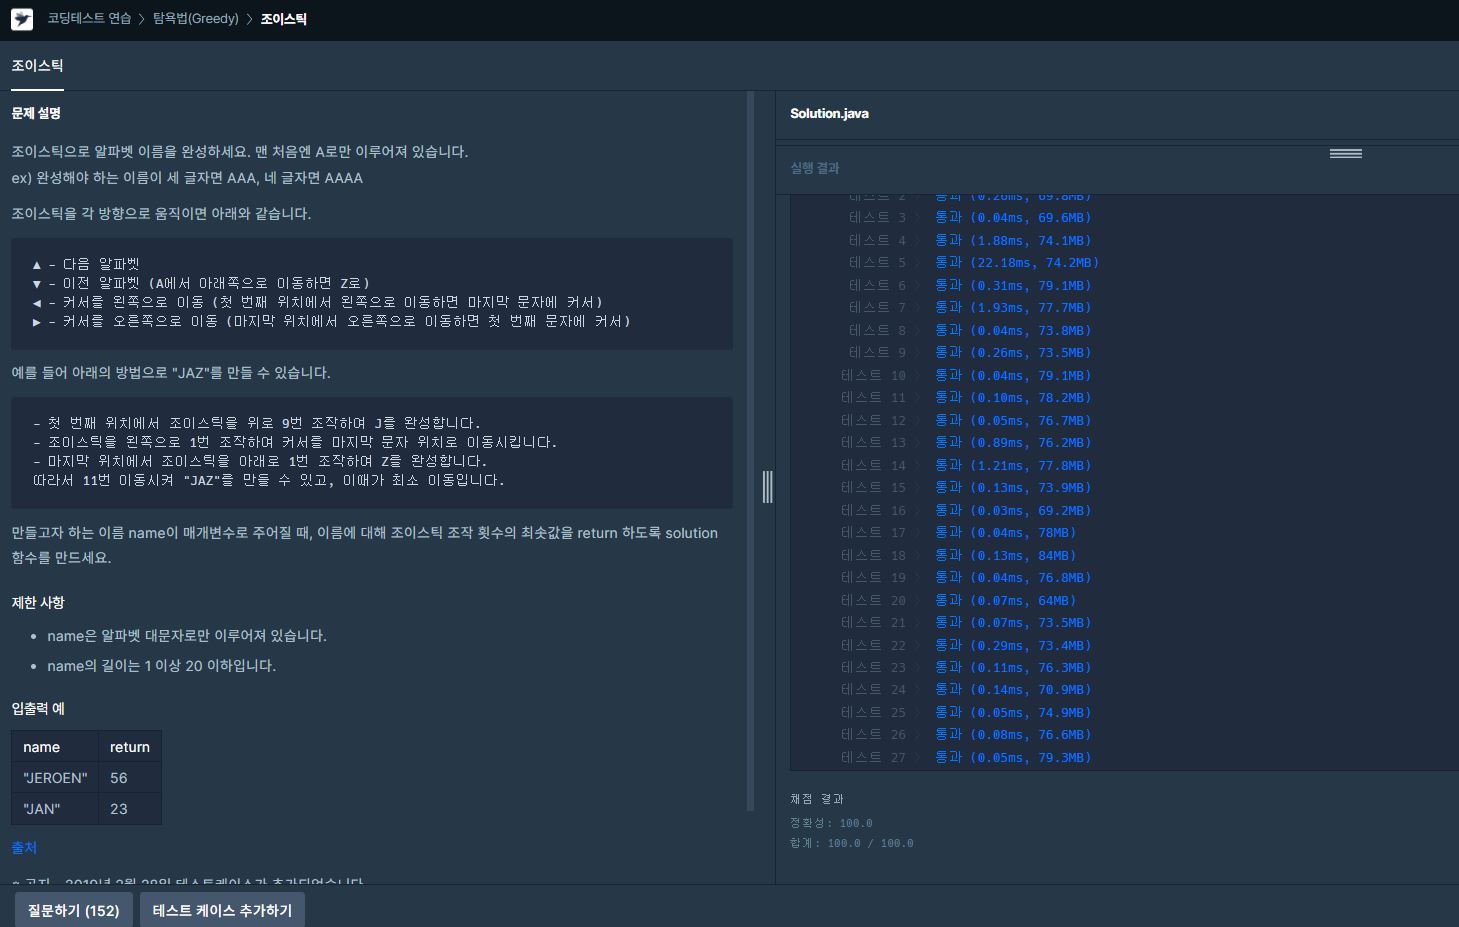 코딩테스트 연습 > 탐욕법(Greedy) > 조이스틱
조이스틱
문제 설명
조이스틱으로 알파벳 이름을 완성하세요. 맨 처음엔 A로만 이루어져 있습니다.
ex) 완성해야 하는 이름이 세 글자면 AAA, 네 글자면 AAAA
조이스틱을 각 방향으로 움직이면 아래와 같습니다.
▲ - 다음 알파벳
▼ - 이전 알파벳 (A에서 아래쪽으로 이동하면 Z로)
◀ - 커서를 왼쪽으로 이동 (첫 번째 위치에서 왼쪽으로 이동하면 마지막 문자에 커서)
▶ - 커서를 오른쪽으로 이동 (마지막 위치에서 오른쪽으로 이동하면 첫 번째 문자에 커서)
예를 들어 아래의 방법으로 "JAZ"를 만들 수 있습니다.
- 첫 번째 위치에서 조이스틱을 위로 9번 조작하여 J를 완성합니다.
- 조이스틱을 왼쪽으로 1번 조작하여 커서를 마지막 문자 위치로 이동시킵니다.
- 마지막 위치에서 조이스틱을 아래로 1번 조작하여 Z를 완성합니다.
따라서 11번 이동시켜 "JAZ"를 만들 수 있고, 이때가 최소 이동입니다.
만들고자 하는 이름 name이 매개변수로 주어질 때, 이름에 대해 조이스틱 조작 횟수의 최솟값을 return 하도록 solution
함수를 만드세요.
제한 사항
• name은 알파벳 대문자로만 이루어져 있습니다.
• name의 길이는 1 이상 20 이하입니다.
입출력 예
name return
"JEROEN" 56
"JAN" 23
출처
※ 공지 - 2019년 2월 28일 테스트케이스가 추가되었습니다.
질문하기 (152) 테스트 케이스 추가하기
Solution.java
실행 결과
테스트 2 > 통과 (0.26ms, 69.8MB)
테스트 3 > 통과 (0.04ms, 69.6MB)
테스트 4 > 통과 (1.88ms, 74.1MB)
테스트 5 > 통과 (22.18ms, 74.2MB)
테스트 6 > 통과 (0.31ms, 79.1MB)
테스트 7 > 통과 (1.93ms, 77.7MB)
테스트 8 > 통과 (0.04ms, 73.8MB)
테스트 9 > 통과 (0.26ms, 73.5MB)
테스트 10 > 통과 (0.04ms, 79.1MB)
테스트 11 > 통과 (0.10ms, 78.2MB)
테스트 12 > 통과 (0.05ms, 76.7MB)
테스트 13 > 통과 (0.89ms, 76.2MB)
테스트 14 > 통과 (1.21ms, 77.8MB)
테스트 15 > 통과 (0.13ms, 73.9MB)
테스트 16 > 통과 (0.03ms, 69.2MB)
테스트 17 > 통과 (0.04ms, 78MB)
테스트 18 > 통과 (0.13ms, 84MB)
테스트 19 > 통과 (0.04ms, 76.8MB)
테스트 20 > 통과 (0.07ms, 64MB)
테스트 21 > 통과 (0.07ms, 73.5MB)
테스트 22 > 통과 (0.29ms, 73.4MB)
테스트 23 > 통과 (0.11ms, 76.3MB)
테스트 24 > 통과 (0.14ms, 70.9MB)
테스트 25 > 통과 (0.05ms, 74.9MB)
테스트 26 > 통과 (0.08ms, 76.6MB)
테스트 27 > 통과 (0.05ms, 79.3MB)
채점 결과
정확성: 100.0
합계: 100.0 / 100.0